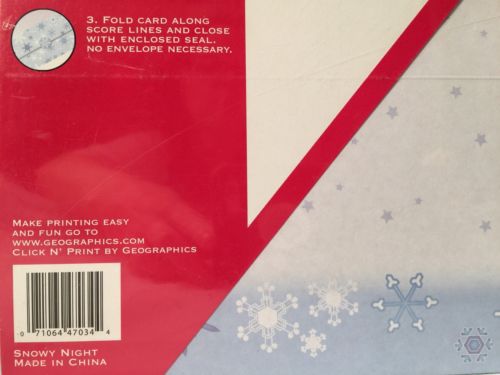 3. FOLD CARD ALONG
SCORE LINES AND CLOSE
WITH ENCLOSED SEAL.
NO ENVELOPE NECESSARY.
MAKE PRINTING EASY
AND FUN GO TO
WWW.GEOGRAPHICS.COM
CLICK N' PRINT BY GEOGRAPHICS
0 71064 47034 4
SNOWY NIGHT
MADE IN CHINA